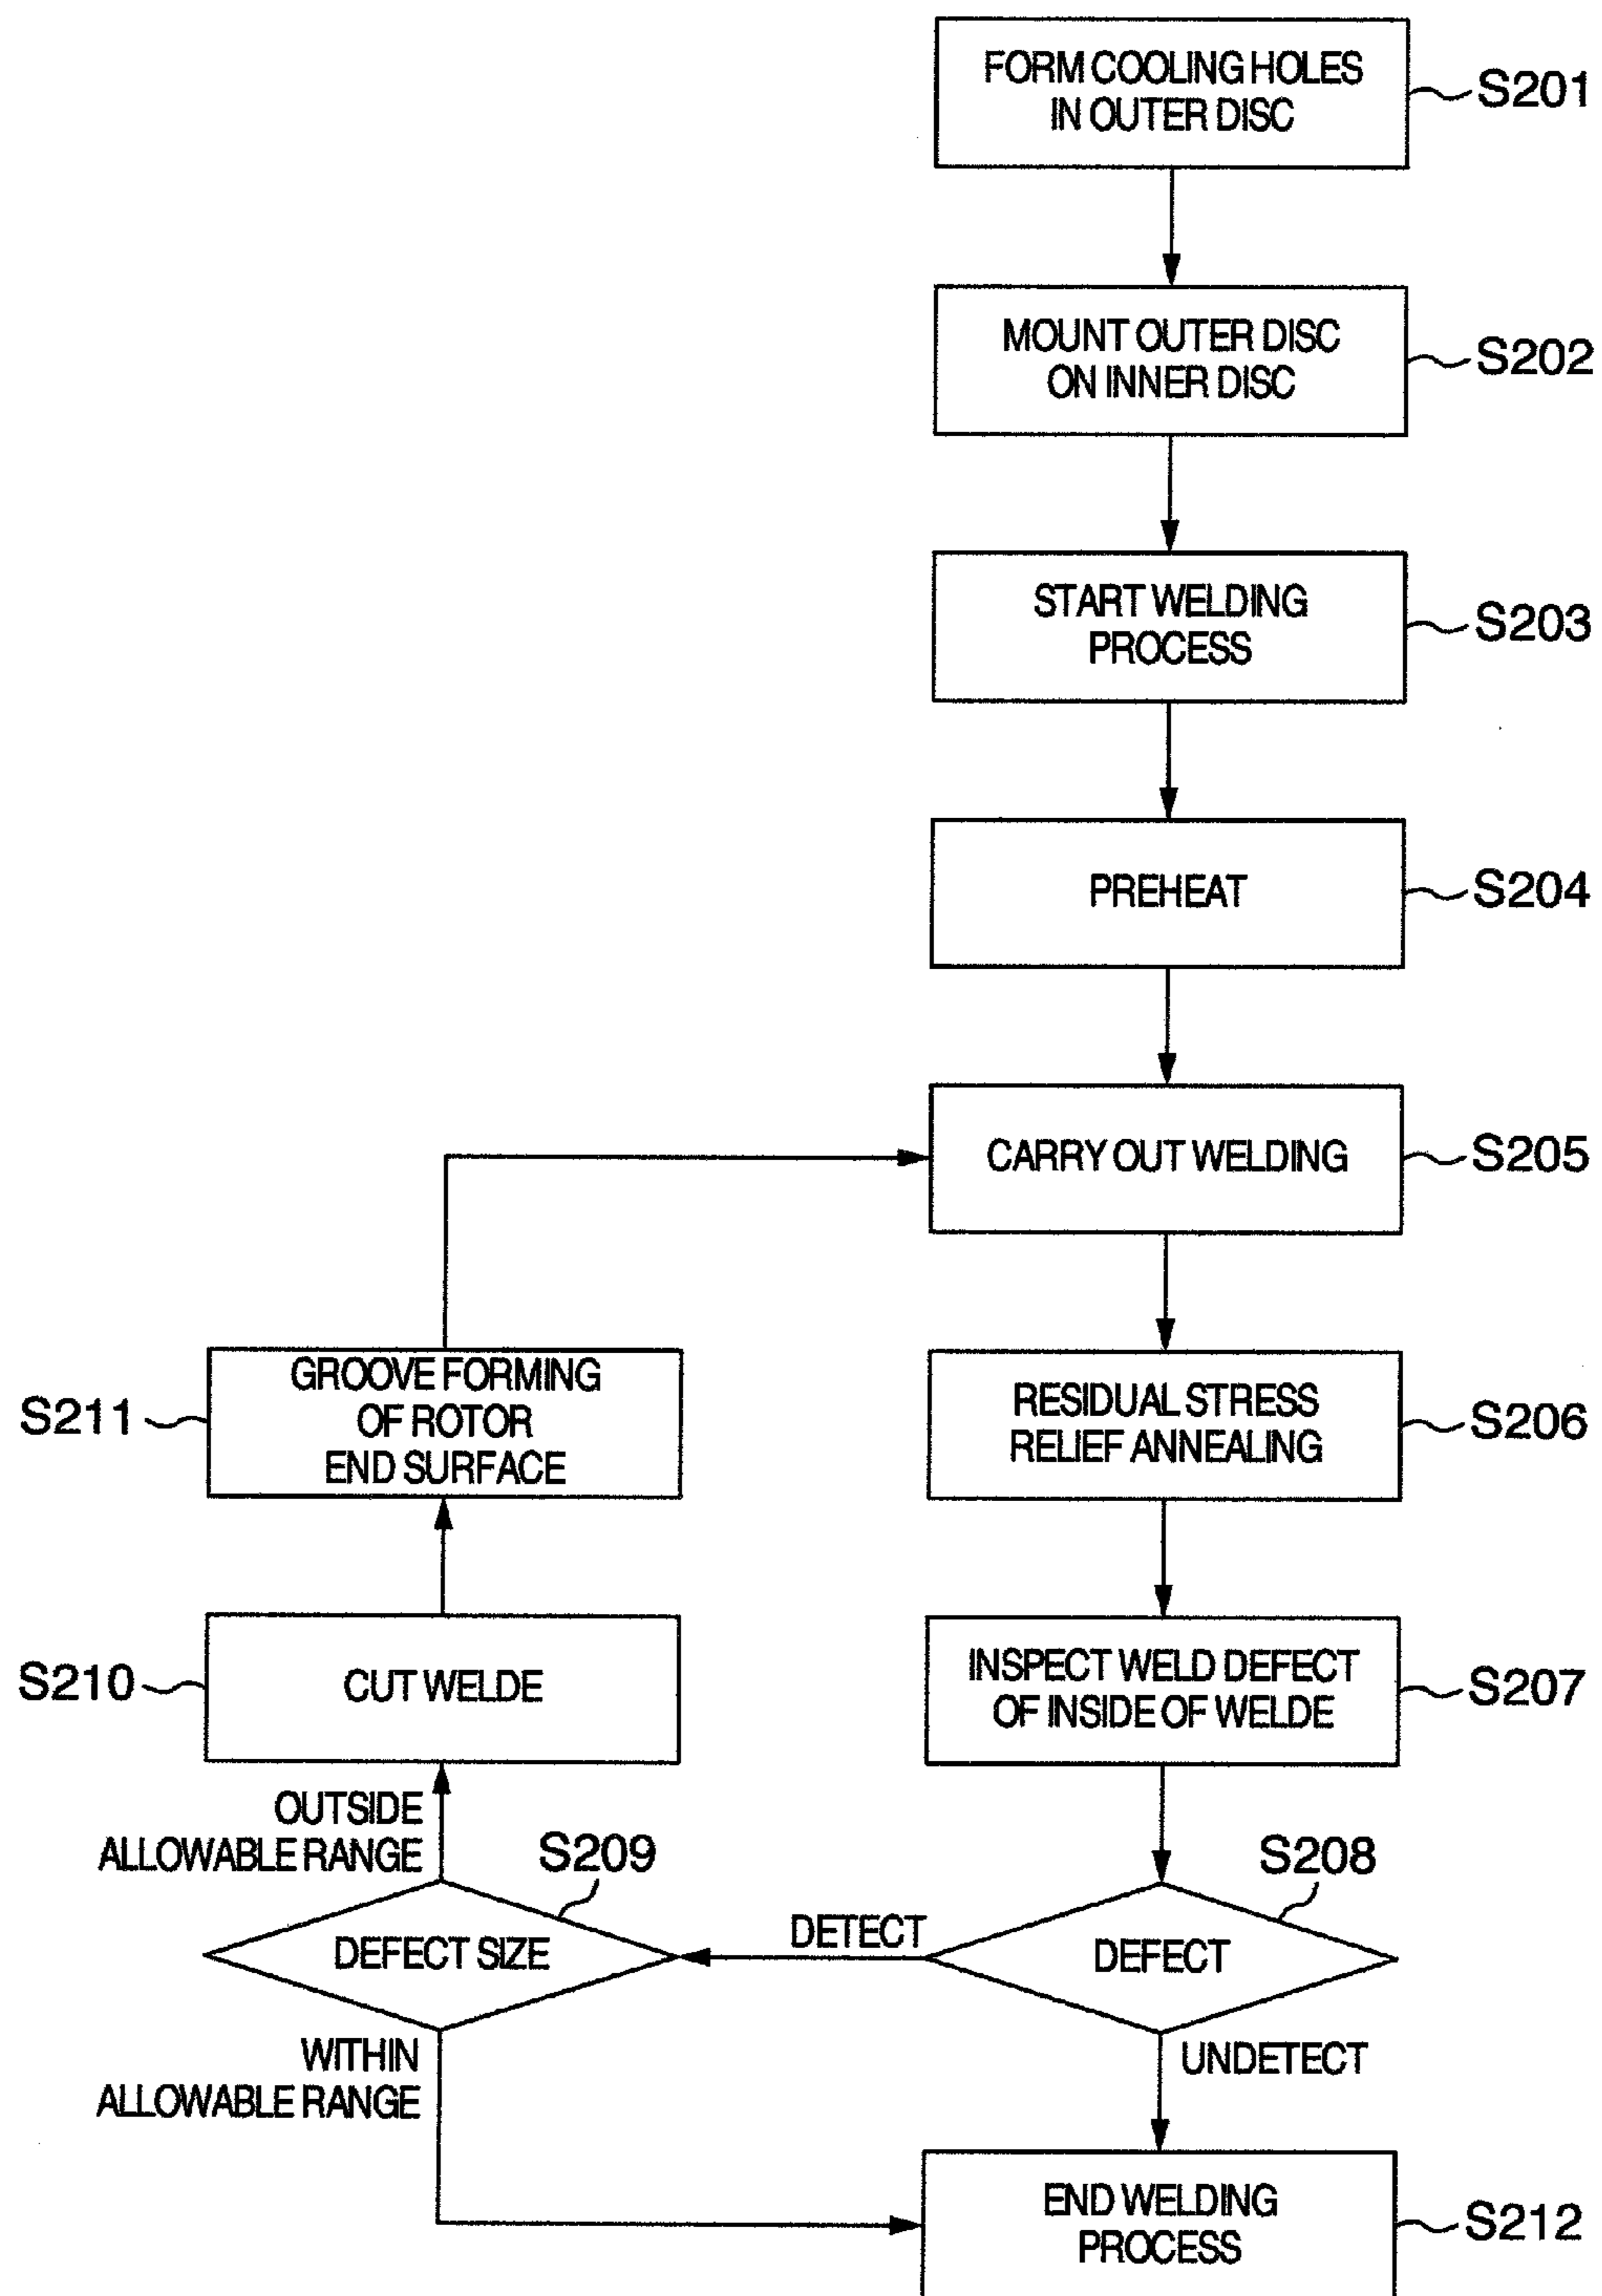 FORM COOLING HOLES
IN OUTER DISC
S201
MOUNT OUTER DISC
ON INNER DISC
S202
START WELDING
PROCESS
S203
PREHEAT
S204
CARRY OUT WELDING
S205
RESIDUAL STRESS
RELIEF ANNEALING
S206
INSPECT WELD DEFECT
OF INSIDE OF WELDE
S207
DEFECT
S208
DETECT
UNDETECT
DEFECT SIZE
S209
OUTSIDE
ALLOWABLE RANGE
CUT WELDE
S210
GROOVE FORMING
OF ROTOR
END SURFACE
S211
WITHIN
ALLOWABLE RANGE
END WELDING
PROCESS
S212